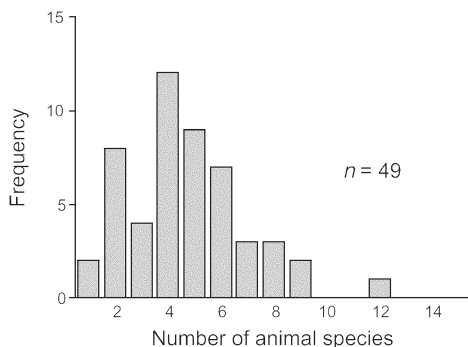 15
10
5
0
Frequency
n = 49
2 4 6 8 10 12 14
Number of animal species